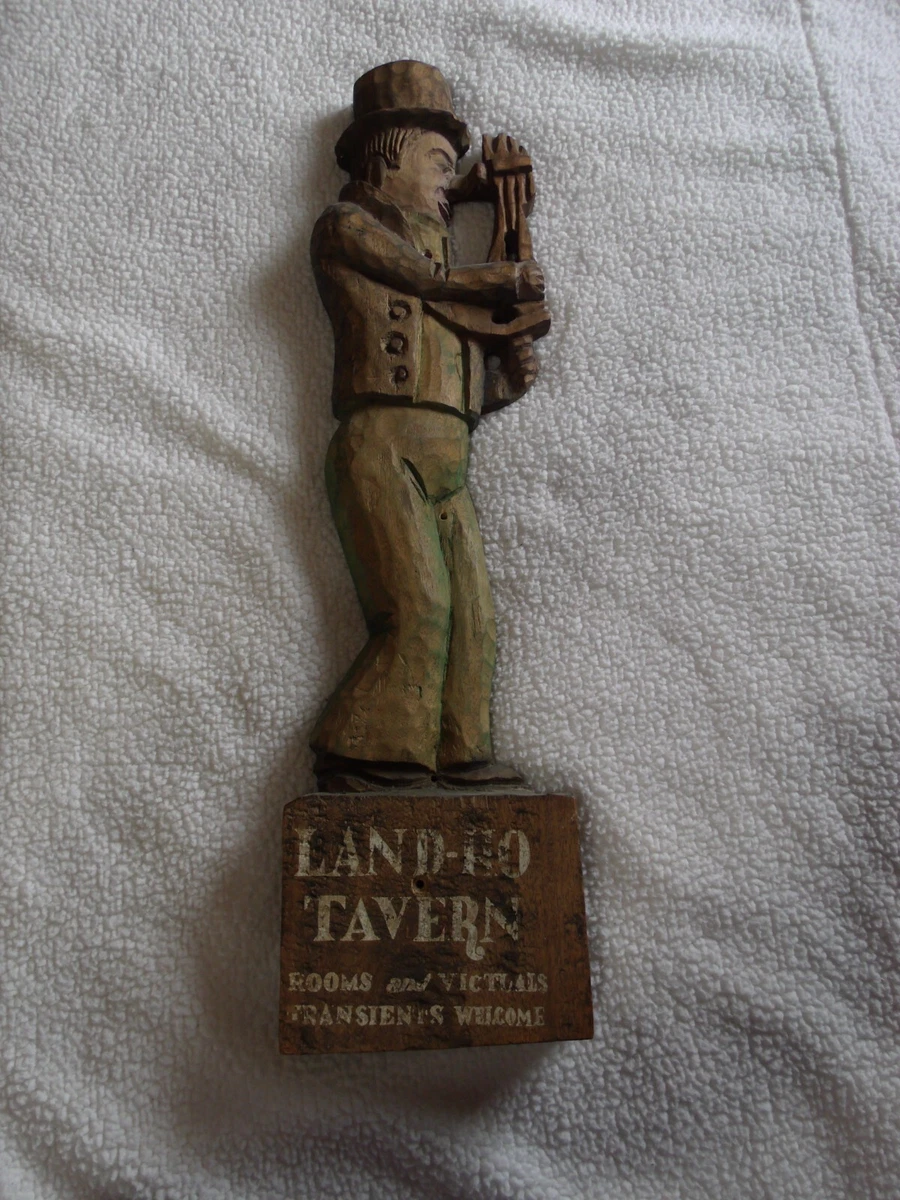 LAND-HO
TAVERN
ROOMS and VICTUALS
TRANSIENTS WELCOME